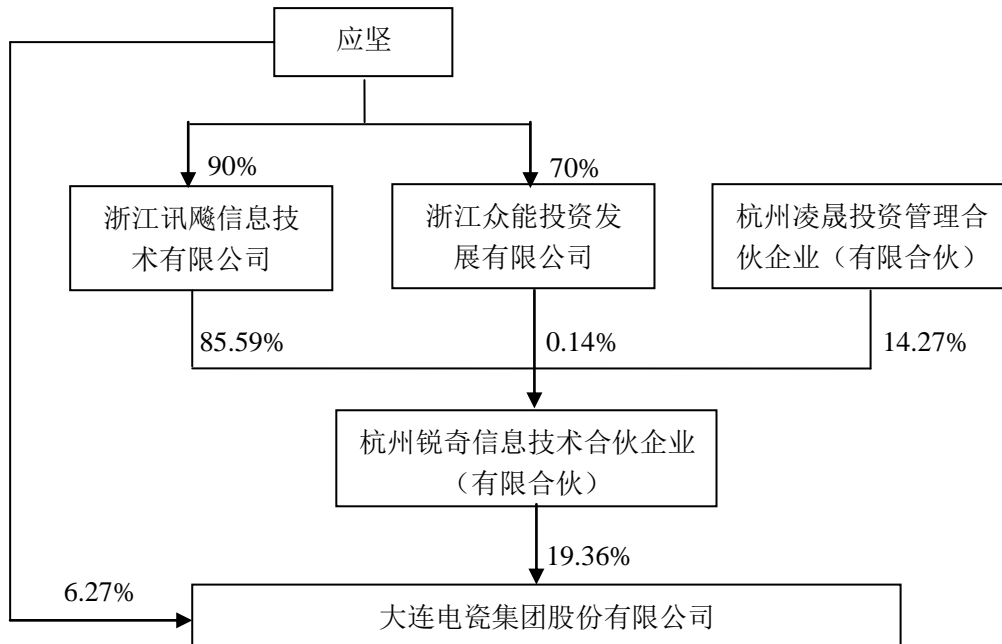 应坚
90%
70%
浙江讯飚信息技
术有限公司
浙江众能投资发
展有限公司
杭州凌晟投资管理合
伙企业（有限合伙）
85.59%
0.14%
14.27%
杭州锐奇信息技术合伙企业
（有限合伙）
19.36%
6.27%
大连电瓷集团股份有限公司